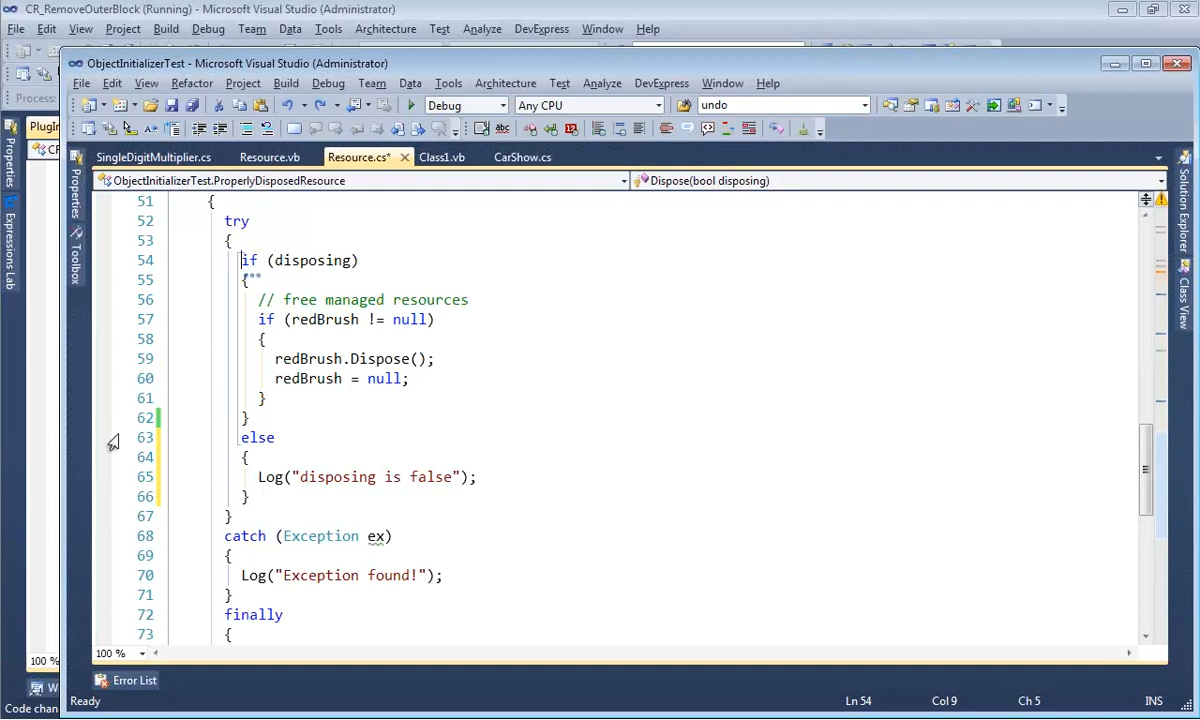 CR_RemoveOuterBlock (Running) - Microsoft Visual Studio (Administrator)
File Edit View Project Build Debug Team Data Tools Architecture Test Analyze DevExpress Window Help
ObjectInitializerTest - Microsoft Visual Studio (Administrator)
File Edit View Refactor Project Build Debug Team Data Tools Architecture Test Analyze DevExpress Window Help
Process:
Debug Any CPU undo
PlugIn
SingleDigitMultiplier.cs Resource.vb Resource.cs* Class1.vb CarShow.cs
ObjectInitializerTest.ProperlyDisposedResource Dispose(bool disposing)
Properties
Expressions Lab
Properties
Toolbox
Solution Explorer
Class View
51 {
52 try
53 {
54 if (disposing)
55 {
56 // free managed resources
57 if (redBrush != null)
58 {
59 redBrush.Dispose();
60 redBrush = null;
61 }
62 }
63 else
64 {
65 Log("disposing is false");
66 }
67 }
68 catch (Exception ex)
69 {
70 Log("Exception found!");
71 }
72 finally
73 {
100 %
100 %
Error List
Ready Ln 54 Col 9 Ch 5 INS
Code chan